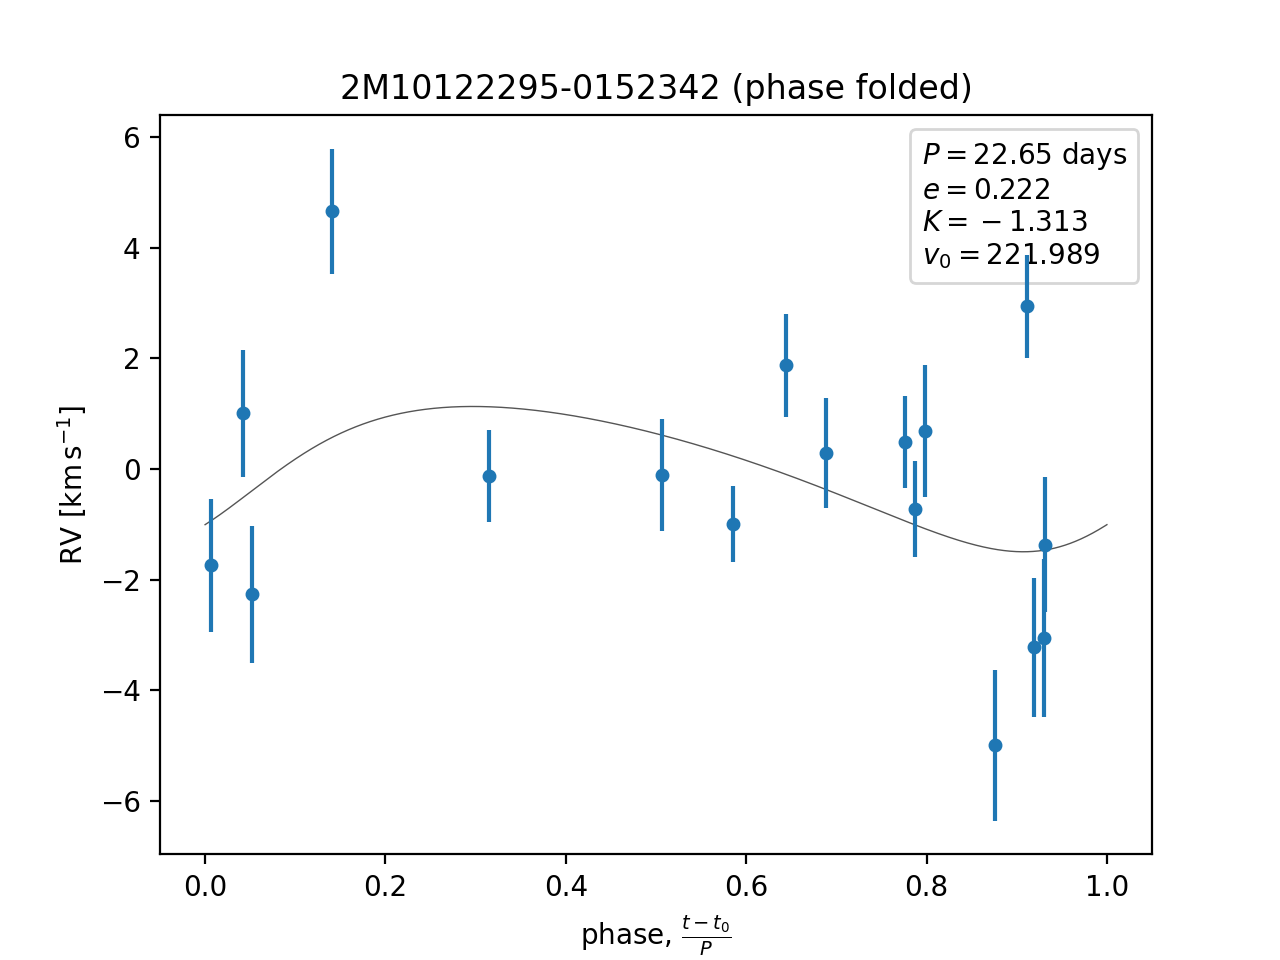 2M10122295-0152342 (phase folded)
P = 22.65 days
e = 0.222
K = −1.313
v₀ = 221.989
6
4
2
0
−2
−4
−6
RV [km s⁻¹]
0.0 0.2 0.4 0.6 0.8 1.0
phase, (t − t₀)/P